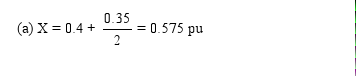 (a) X = 0.4 + 0.35 / 2 = 0.575 pu